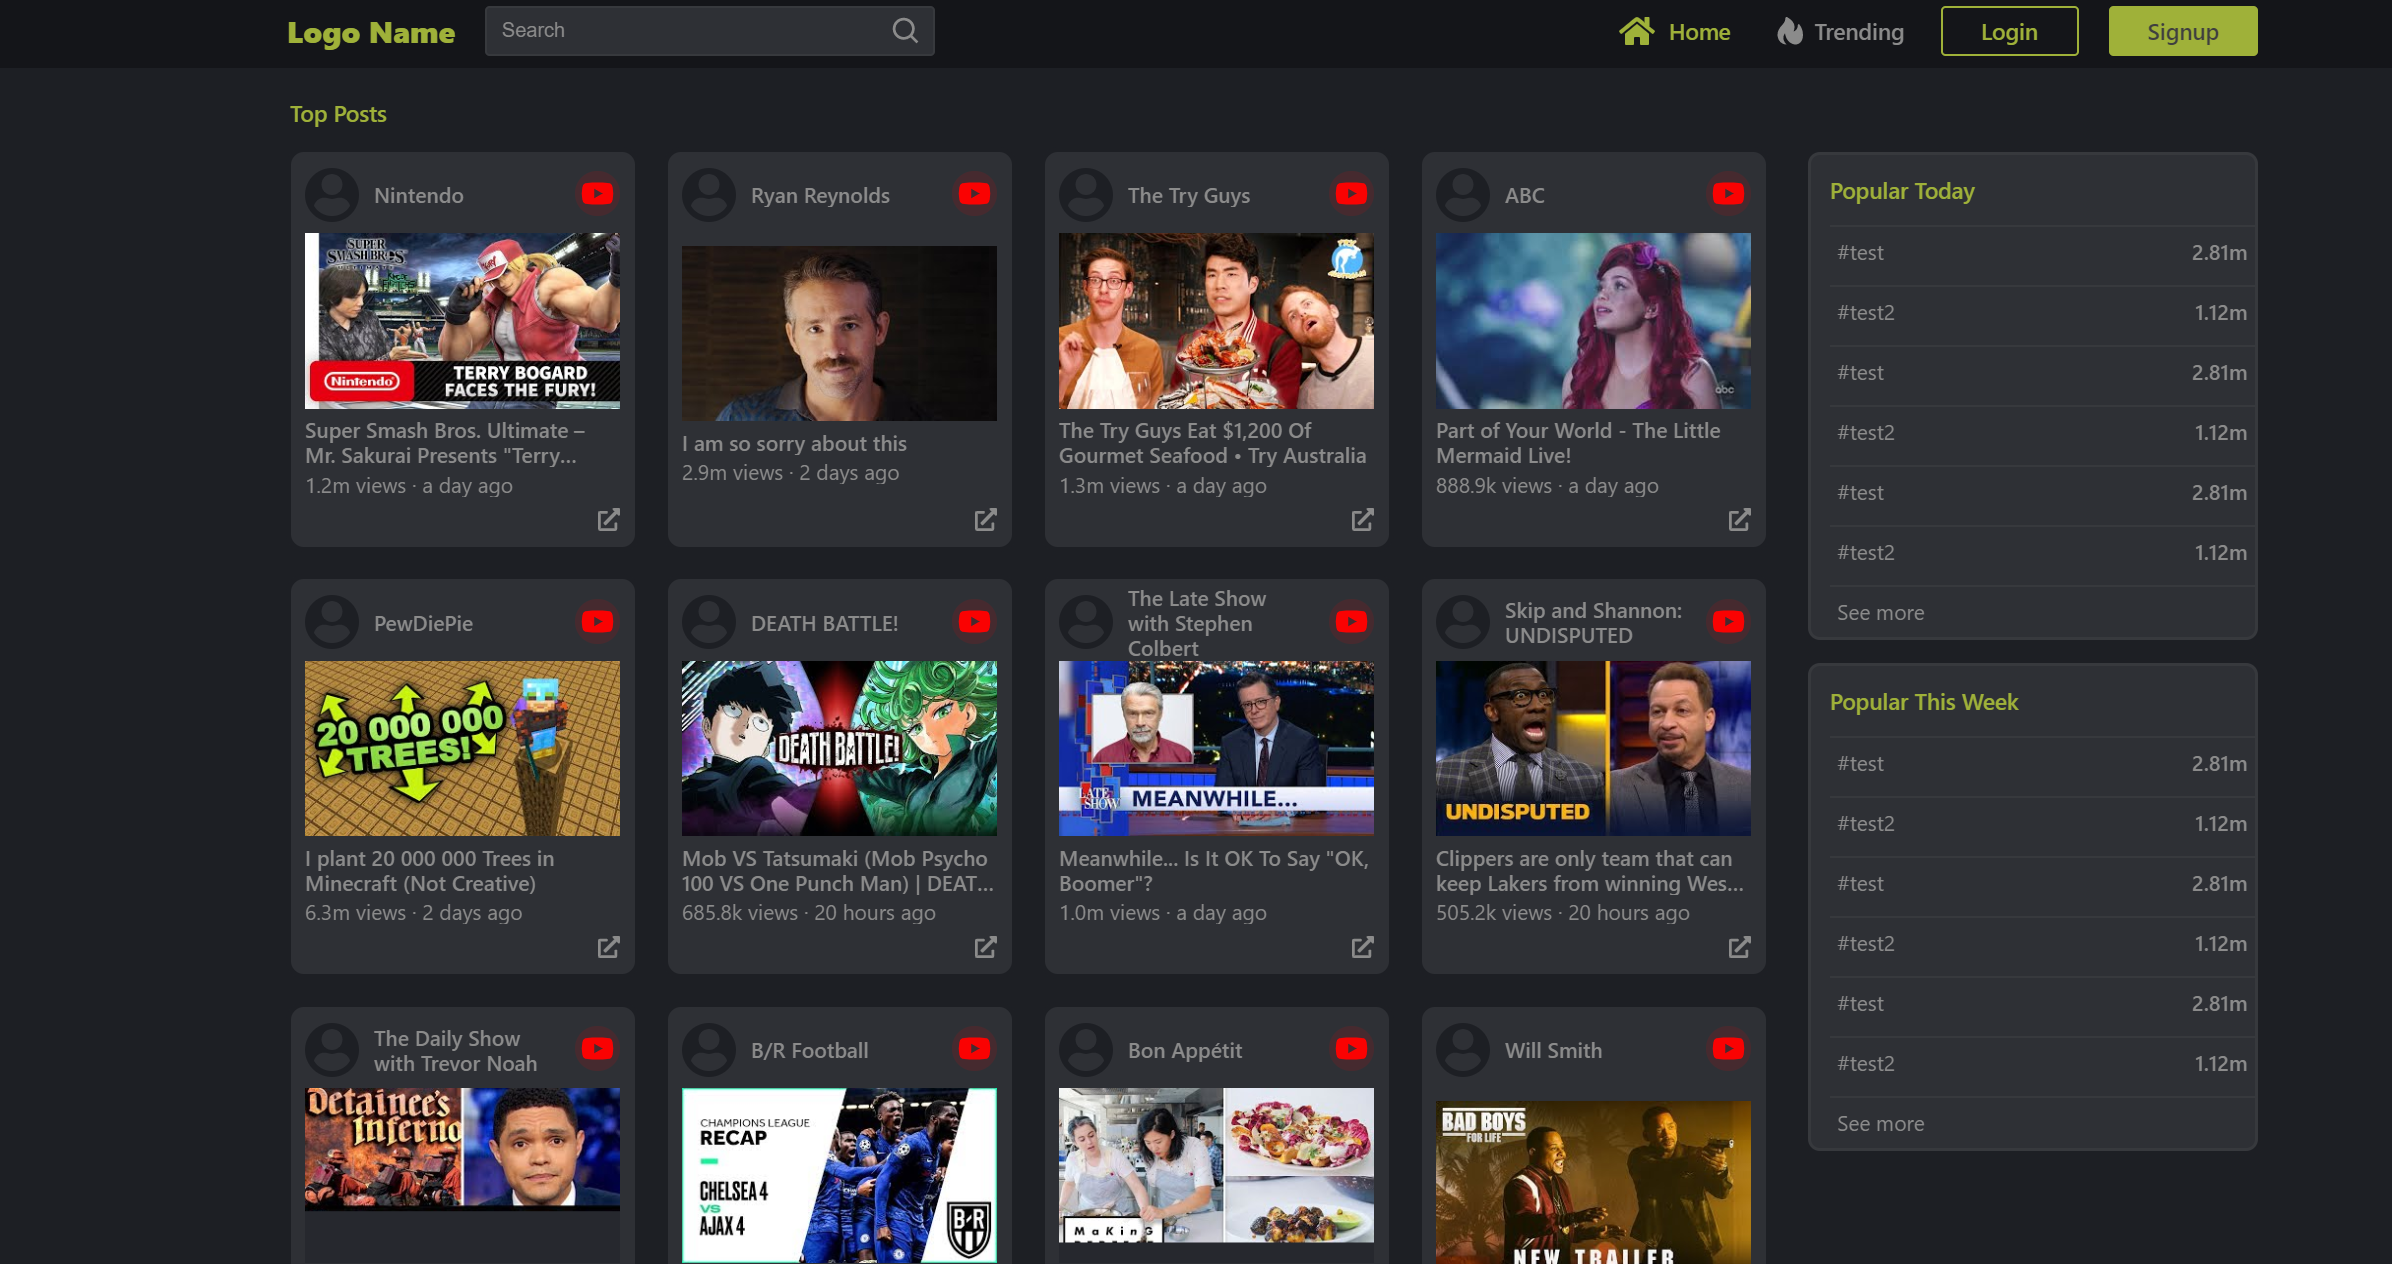 Logo Name
Search
Home
Trending
Login
Signup
Top Posts
Nintendo
SUPER
SMASH BROS.
ULTIMATE
Nintendo
TERRY BOGARD
FACES THE FURY!
Super Smash Bros. Ultimate –
Mr. Sakurai Presents "Terry...
1.2m views · a day ago
Ryan Reynolds
I am so sorry about this
2.9m views · 2 days ago
The Try Guys
The Try Guys Eat $1,200 Of
Gourmet Seafood • Try Australia
1.3m views · a day ago
ABC
abc
Part of Your World - The Little
Mermaid Live!
888.9k views · a day ago
PewDiePie
20 000 000
TREES!
I plant 20 000 000 Trees in
Minecraft (Not Creative)
6.3m views · 2 days ago
DEATH BATTLE!
DEATH BATTLE!
Mob VS Tatsumaki (Mob Psycho
100 VS One Punch Man) | DEAT...
685.8k views · 20 hours ago
The Late Show
with Stephen
Colbert
LATE
SHOW
MEANWHILE...
Meanwhile... Is It OK To Say "OK,
Boomer"?
1.0m views · a day ago
Skip and Shannon:
UNDISPUTED
UNDISPUTED
Clippers are only team that can
keep Lakers from winning Wes...
505.2k views · 20 hours ago
The Daily Show
with Trevor Noah
Detainee's
Inferno
B/R Football
CHAMPIONS LEAGUE
RECAP
CHELSEA 4
VS
AJAX 4
B R
Bon Appétit
MaKinG
Will Smith
BAD BOYS
FOR LIFE
NEW TRAILER
Popular Today
#test 2.81m
#test2 1.12m
#test 2.81m
#test2 1.12m
#test 2.81m
#test2 1.12m
See more
Popular This Week
#test 2.81m
#test2 1.12m
#test 2.81m
#test2 1.12m
#test 2.81m
#test2 1.12m
See more